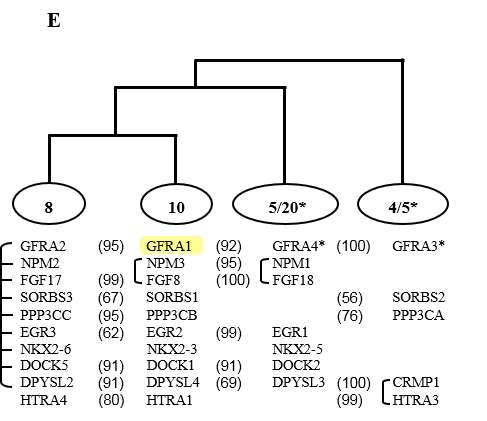 E
8 10 5/20* 4/5*
GFRA2 (95) GFRA1 (92) GFRA4* (100) GFRA3*
NPM2 NPM3 (95) NPM1
FGF17 (99) FGF8 (100) FGF18
SORBS3 (67) SORBS1 (56) SORBS2
PPP3CC (95) PPP3CB (76) PPP3CA
EGR3 (62) EGR2 (99) EGR1
NKX2-6 NKX2-3 NKX2-5
DOCK5 (91) DOCK1 (91) DOCK2
DPYSL2 (91) DPYSL4 (69) DPYSL3 (100) CRMP1
HTRA4 (80) HTRA1 (99) HTRA3